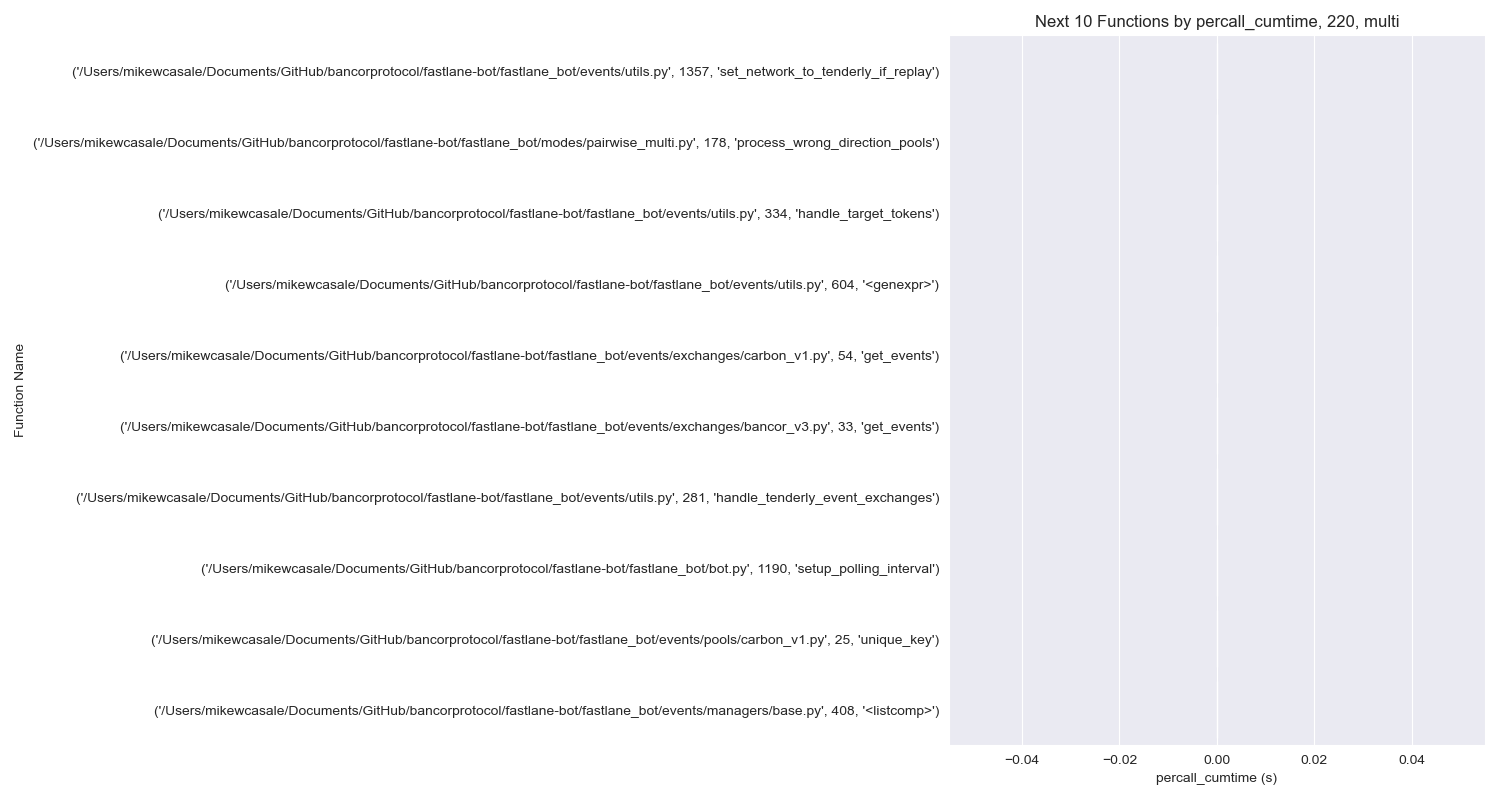 Next 10 Functions by percall_cumtime, 220, multi
('/Users/mikewcasale/Documents/GitHub/bancorprotocol/fastlane-bot/fastlane_bot/events/utils.py', 1357, 'set_network_to_tenderly_if_replay')
('/Users/mikewcasale/Documents/GitHub/bancorprotocol/fastlane-bot/fastlane_bot/modes/pairwise_multi.py', 178, 'process_wrong_direction_pools')
('/Users/mikewcasale/Documents/GitHub/bancorprotocol/fastlane-bot/fastlane_bot/events/utils.py', 334, 'handle_target_tokens')
('/Users/mikewcasale/Documents/GitHub/bancorprotocol/fastlane-bot/fastlane_bot/events/utils.py', 604, '<genexpr>')
('/Users/mikewcasale/Documents/GitHub/bancorprotocol/fastlane-bot/fastlane_bot/events/exchanges/carbon_v1.py', 54, 'get_events')
('/Users/mikewcasale/Documents/GitHub/bancorprotocol/fastlane-bot/fastlane_bot/events/exchanges/bancor_v3.py', 33, 'get_events')
('/Users/mikewcasale/Documents/GitHub/bancorprotocol/fastlane-bot/fastlane_bot/events/utils.py', 281, 'handle_tenderly_event_exchanges')
('/Users/mikewcasale/Documents/GitHub/bancorprotocol/fastlane-bot/fastlane_bot/bot.py', 1190, 'setup_polling_interval')
('/Users/mikewcasale/Documents/GitHub/bancorprotocol/fastlane-bot/fastlane_bot/events/pools/carbon_v1.py', 25, 'unique_key')
('/Users/mikewcasale/Documents/GitHub/bancorprotocol/fastlane-bot/fastlane_bot/events/managers/base.py', 408, '<listcomp>')
Function Name
−0.04 −0.02 0.00 0.02 0.04
percall_cumtime (s)